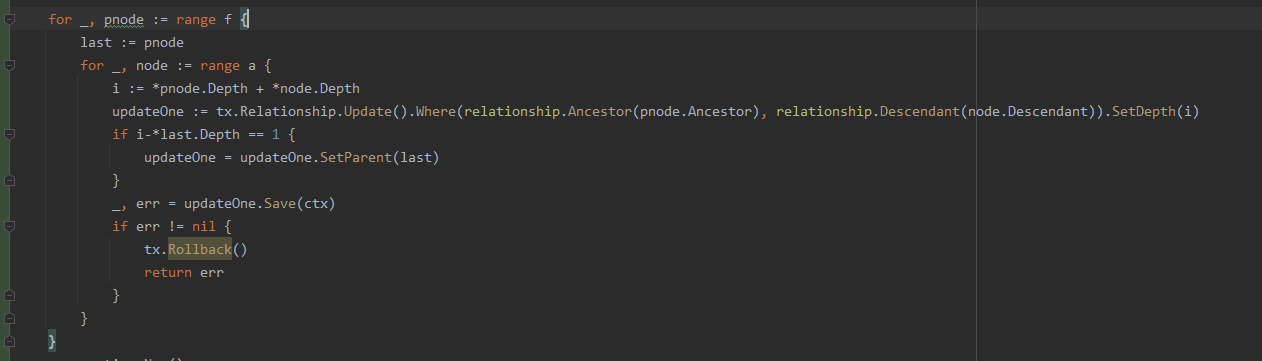 for _, pnode := range f {
last := pnode
for _, node := range a {
i := *pnode.Depth + *node.Depth
updateOne := tx.Relationship.Update().Where(relationship.Ancestor(pnode.Ancestor), relationship.Descendant(node.Descendant)).SetDepth(i)
if i-*last.Depth == 1 {
updateOne = updateOne.SetParent(last)
}
_, err = updateOne.Save(ctx)
if err != nil {
tx.Rollback()
return err
}
}
}